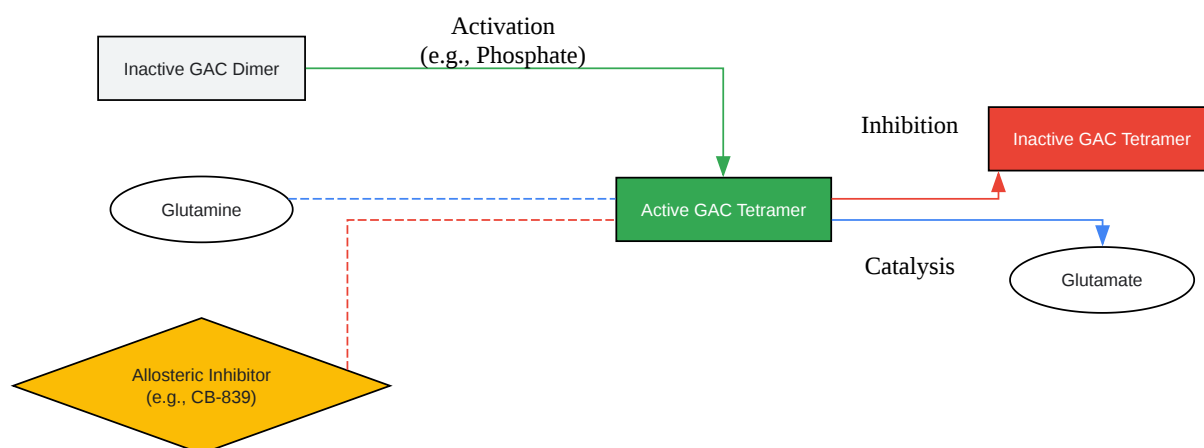 Activation
(e.g., Phosphate)
Inactive GAC Dimer
Inhibition
Inactive GAC Tetramer
Glutamine
Active GAC Tetramer
Catalysis
Glutamate
Allosteric Inhibitor
(e.g., CB-839)